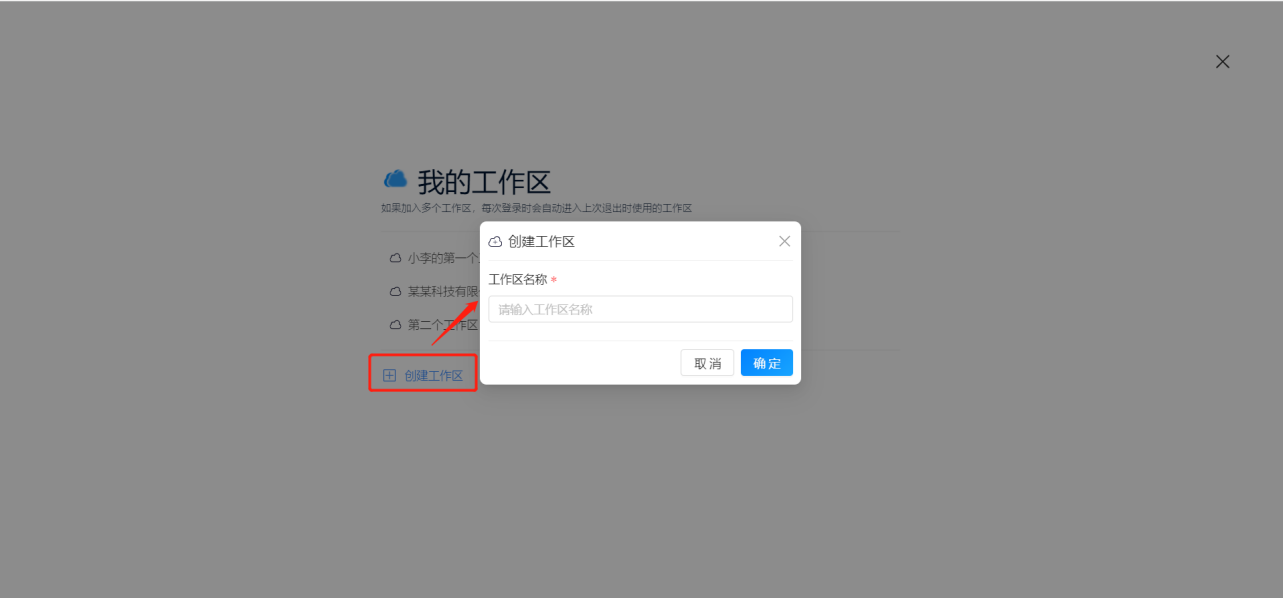 我的工作区
如果加入多个工作区，每次登录时会自动进入上次退出时使用的工作区
创建工作区
小李的第一个
工作区名称 *
某某科技有限
请输入工作区名称
第二个工作区
取消 确定
创建工作区